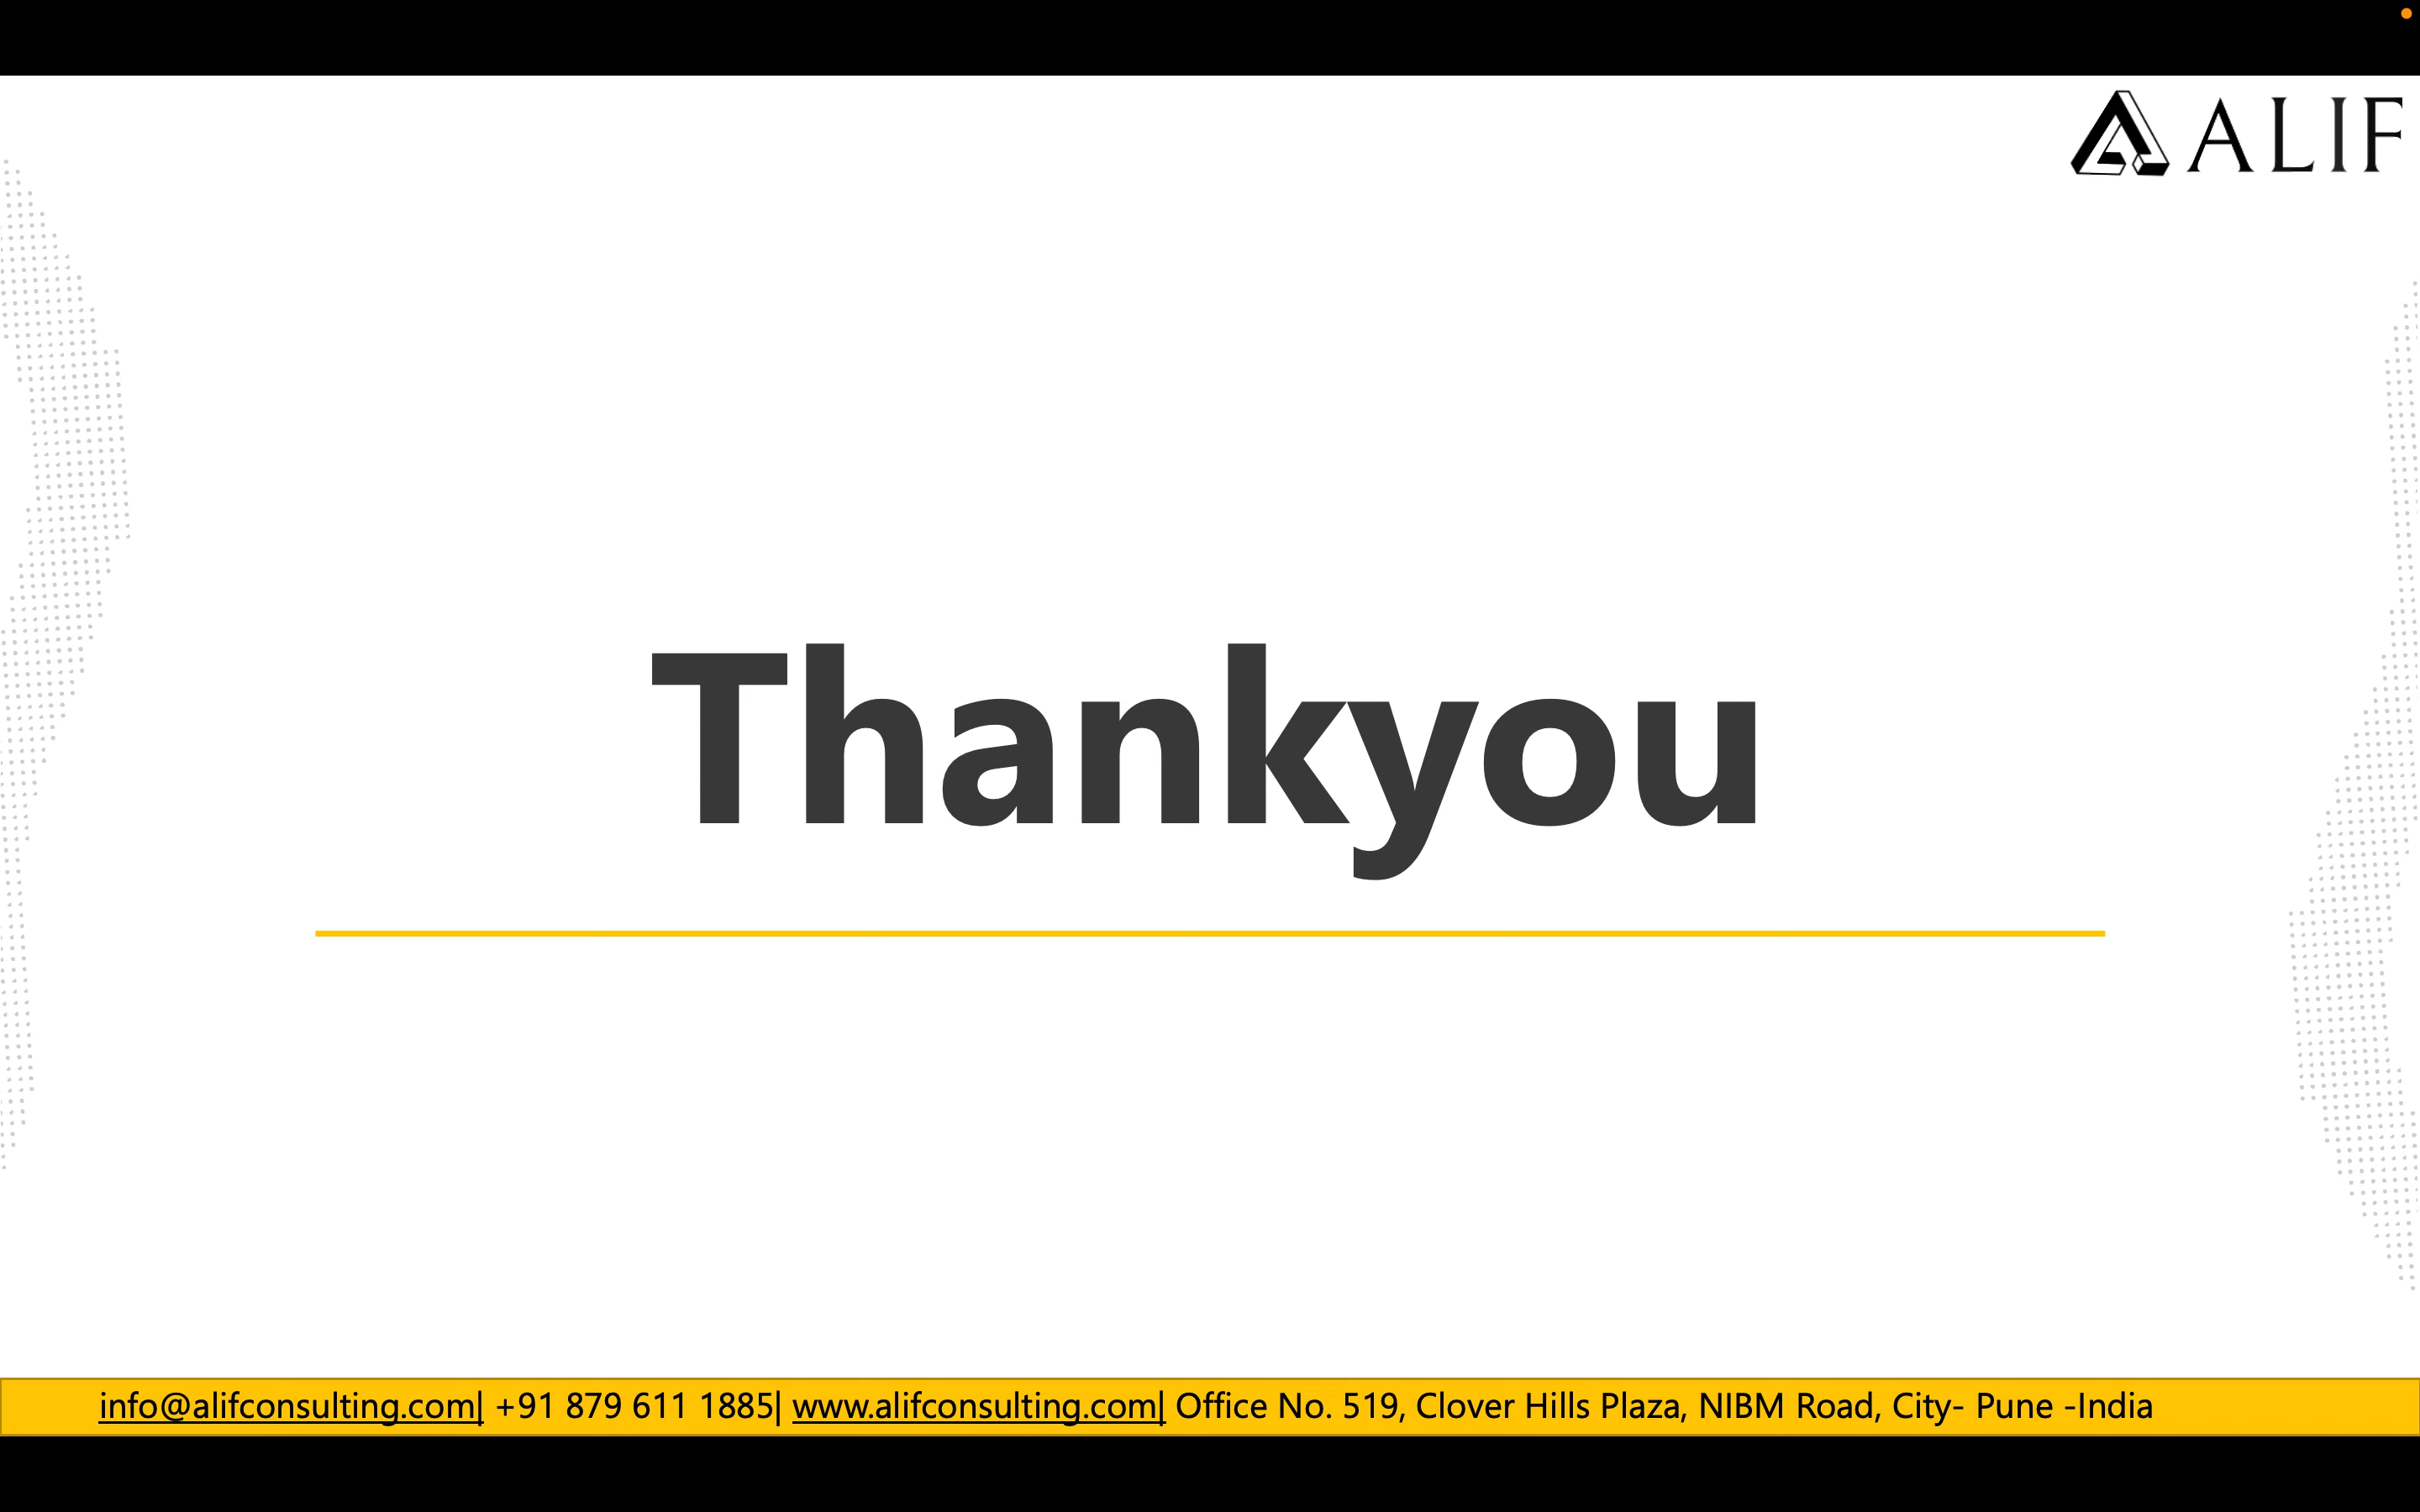 ALIF
Thankyou
info@alifconsulting.com| +91 879 611 1885| www.alifconsulting.com| Office No. 519, Clover Hills Plaza, NIBM Road, City- Pune -India